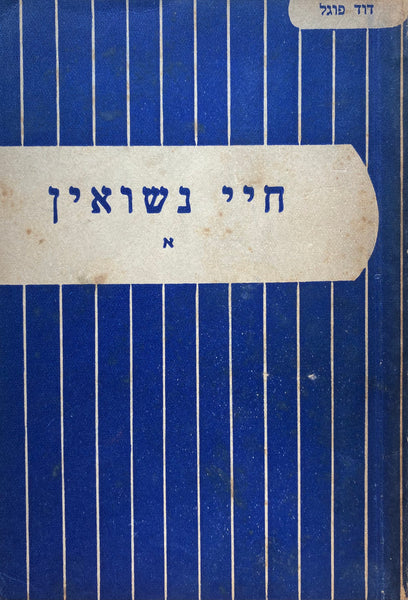 דוד פוגל
חיי נשואין
א